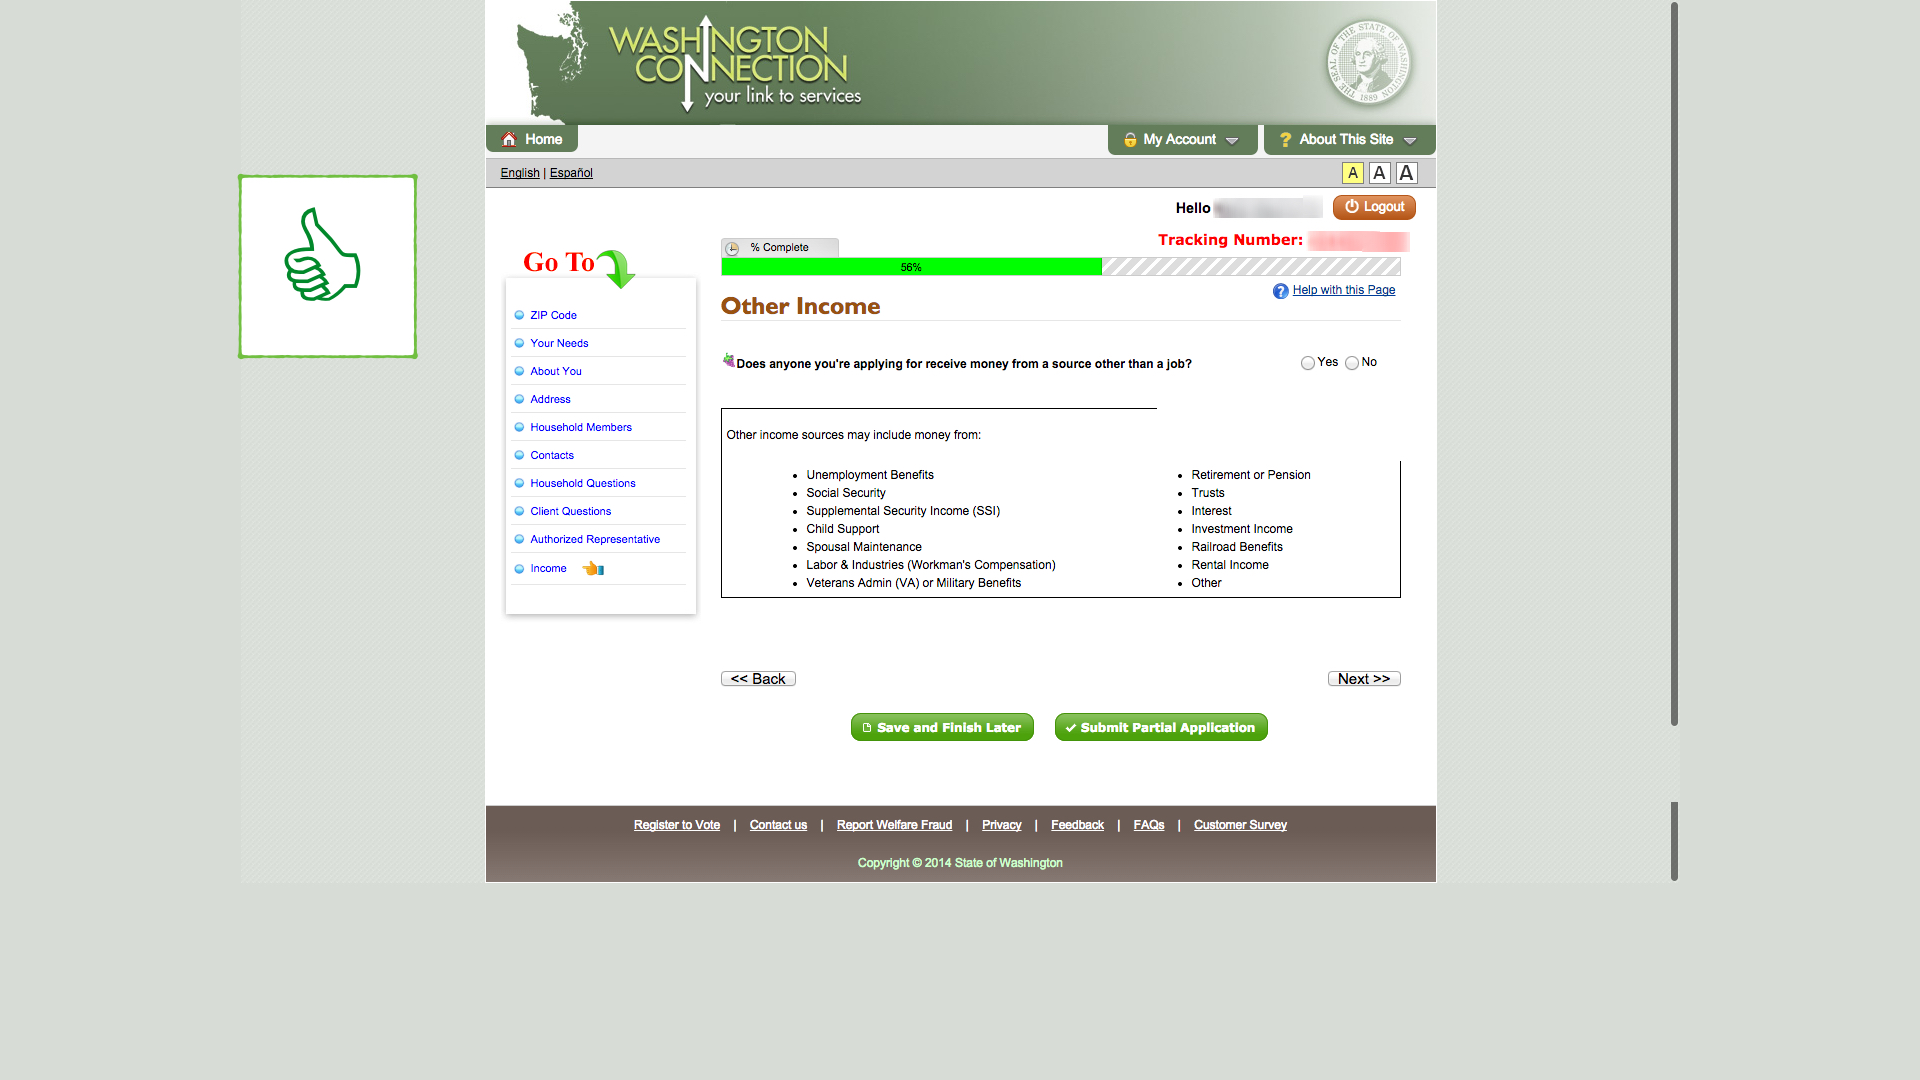 WASHINGTON
CONNECTION
your link to services
THE SEAL OF THE STATE OF WASHINGTON
1889
Home
My Account
? About This Site
English | Español
A A A
Hello
Logout
Tracking Number:
Go To
% Complete
56%
? Help with this Page
Other Income
ZIP Code
Your Needs
About You
Address
Household Members
Contacts
Household Questions
Client Questions
Authorized Representative
Income
Does anyone you're applying for receive money from a source other than a job?
Yes No
Other income sources may include money from:
• Unemployment Benefits
• Social Security
• Supplemental Security Income (SSI)
• Child Support
• Spousal Maintenance
• Labor & Industries (Workman's Compensation)
• Veterans Admin (VA) or Military Benefits
• Retirement or Pension
• Trusts
• Interest
• Investment Income
• Railroad Benefits
• Rental Income
• Other
<< Back
Next >>
Save and Finish Later
Submit Partial Application
Register to Vote | Contact us | Report Welfare Fraud | Privacy | Feedback | FAQs | Customer Survey
Copyright © 2014 State of Washington